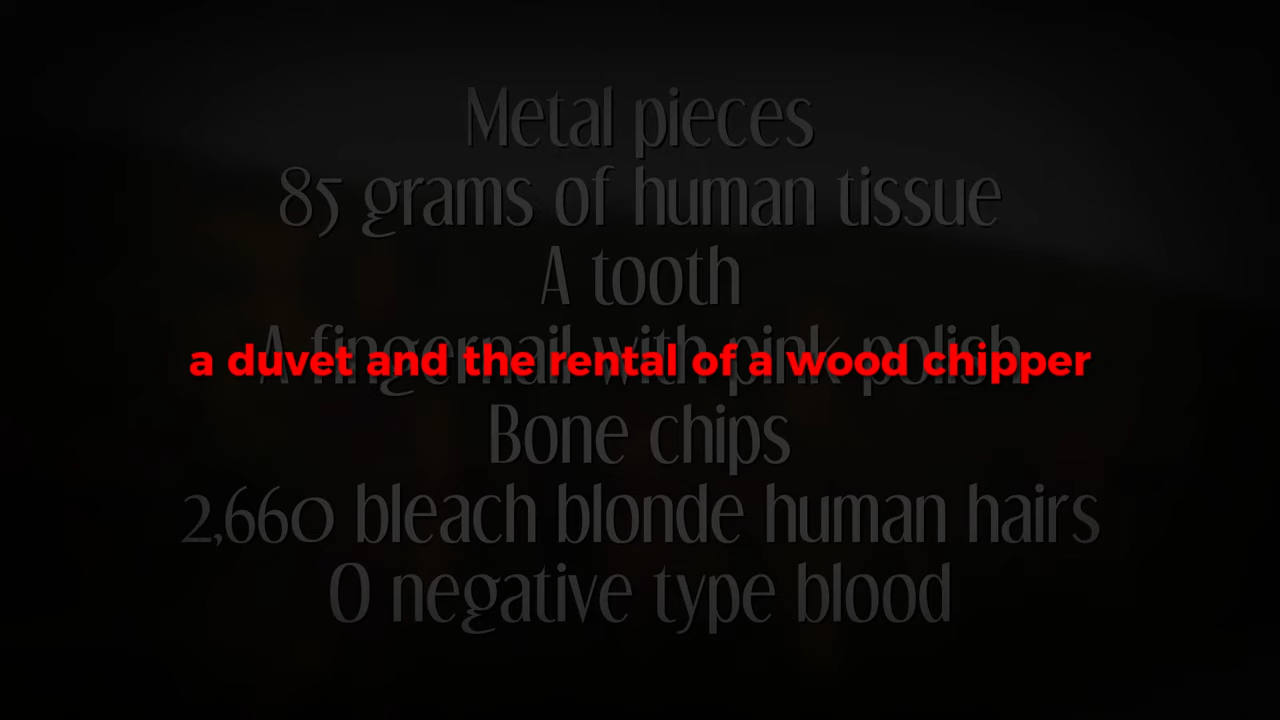 Metal pieces
85 grams of human tissue
A tooth
A fingernail with pink polish
a duvet and the rental of a wood chipper
Bone chips
2,660 bleach blonde human hairs
O negative type blood